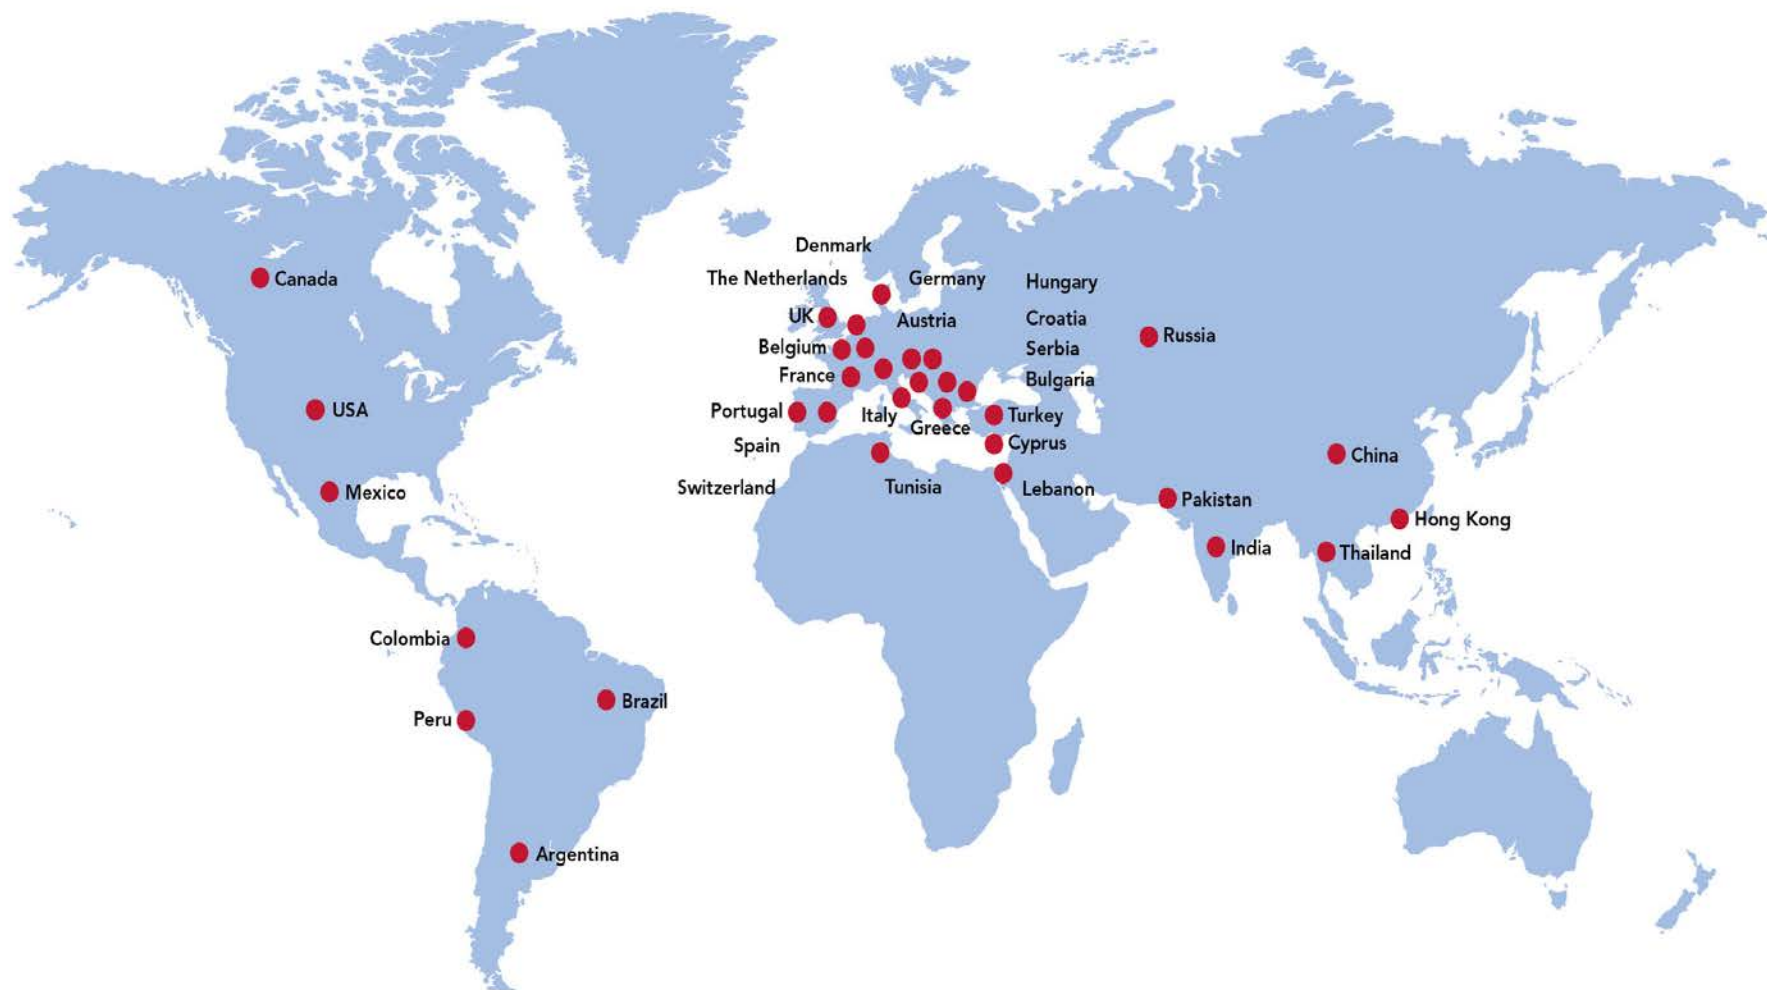 Denmark
The Netherlands
Germany
Hungary
Canada
UK
Austria
Croatia
Russia
Belgium
Serbia
France
Bulgaria
USA
Portugal
Italy
Turkey
Greece
Spain
Cyprus
China
Switzerland
Tunisia
Lebanon
Mexico
Pakistan
Hong Kong
India
Thailand
Colombia
Brazil
Peru
Argentina